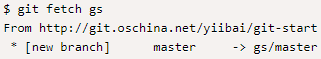 $ git fetch gs
From http://git.oschina.net/yiibai/git-start
 * [new branch]      master     -> gs/master